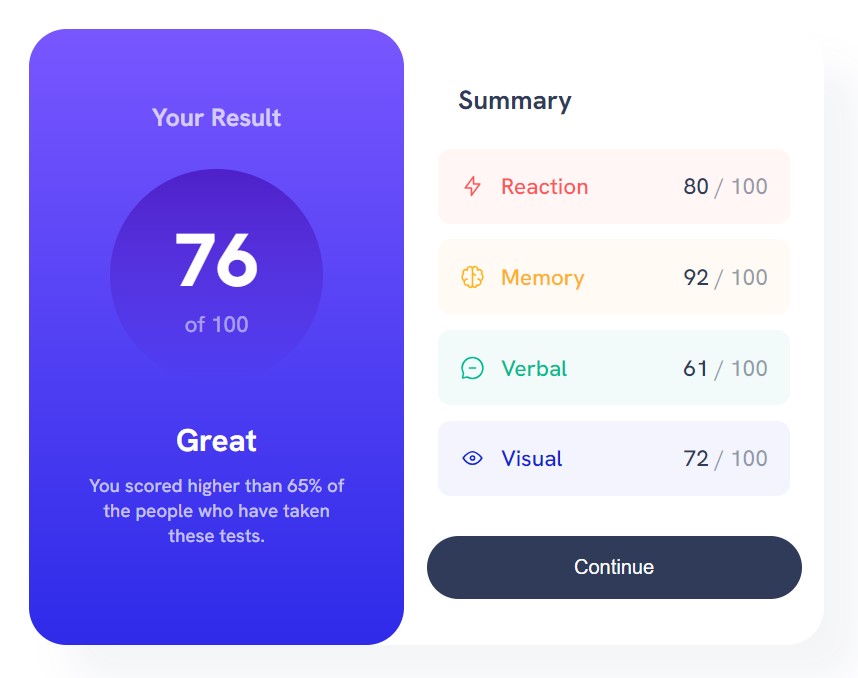 Your Result
76
of 100
Great
You scored higher than 65% of
the people who have taken
these tests.
Summary
Reaction 80 / 100
Memory 92 / 100
Verbal 61 / 100
Visual 72 / 100
Continue